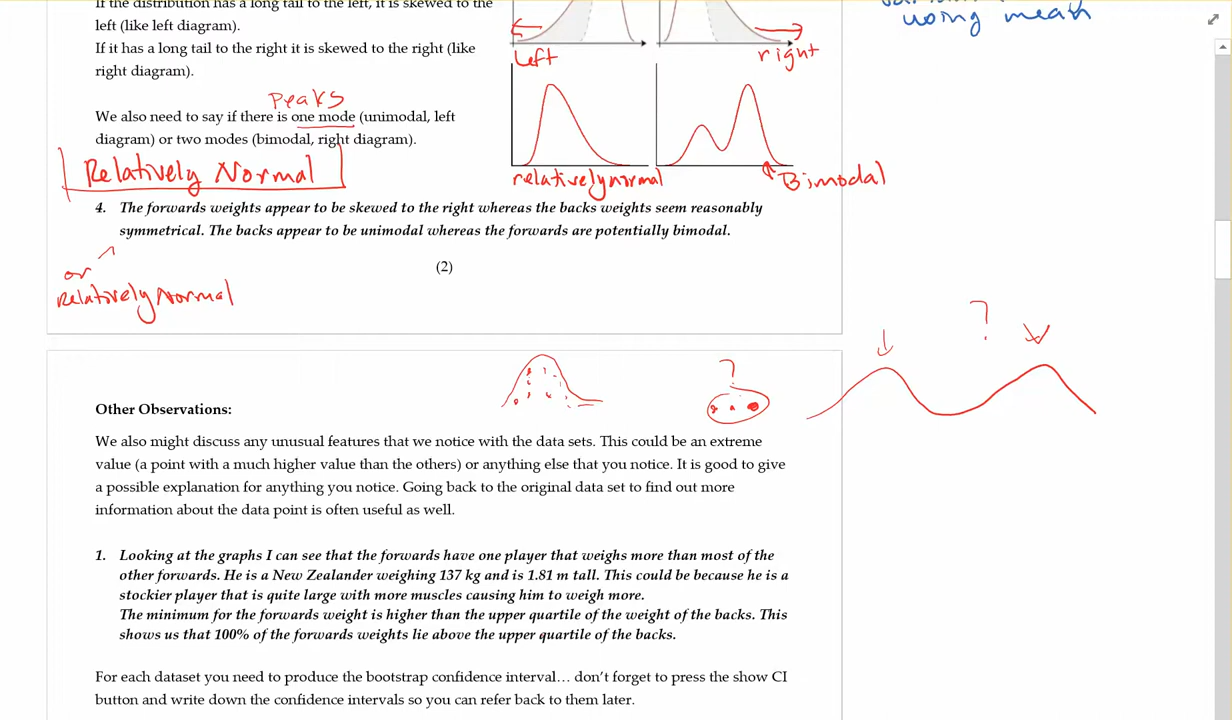 If the distribution has a long tail to the left, it is skewed to the
left (like left diagram).
If it has a long tail to the right it is skewed to the right (like
right diagram).
using mean
left
right
Peaks
We also need to say if there is one mode (unimodal, left
diagram) or two modes (bimodal, right diagram).
Relatively Normal
relatively normal
Bimodal
4. The forwards weights appear to be skewed to the right whereas the backs weights seem reasonably
symmetrical. The backs appear to be unimodal whereas the forwards are potentially bimodal.
(2)
or
Relatively Normal
?
?
Other Observations:
We also might discuss any unusual features that we notice with the data sets. This could be an extreme
value (a point with a much higher value than the others) or anything else that you notice. It is good to give
a possible explanation for anything you notice. Going back to the original data set to find out more
information about the data point is often useful as well.
1. Looking at the graphs I can see that the forwards have one player that weighs more than most of the
other forwards. He is a New Zealander weighing 137 kg and is 1.81 m tall. This could be because he is a
stockier player that is quite large with more muscles causing him to weigh more.
The minimum for the forwards weight is higher than the upper quartile of the weight of the backs. This
shows us that 100% of the forwards weights lie above the upper quartile of the backs.
For each dataset you need to produce the bootstrap confidence interval… don't forget to press the show CI
button and write down the confidence intervals so you can refer back to them later.